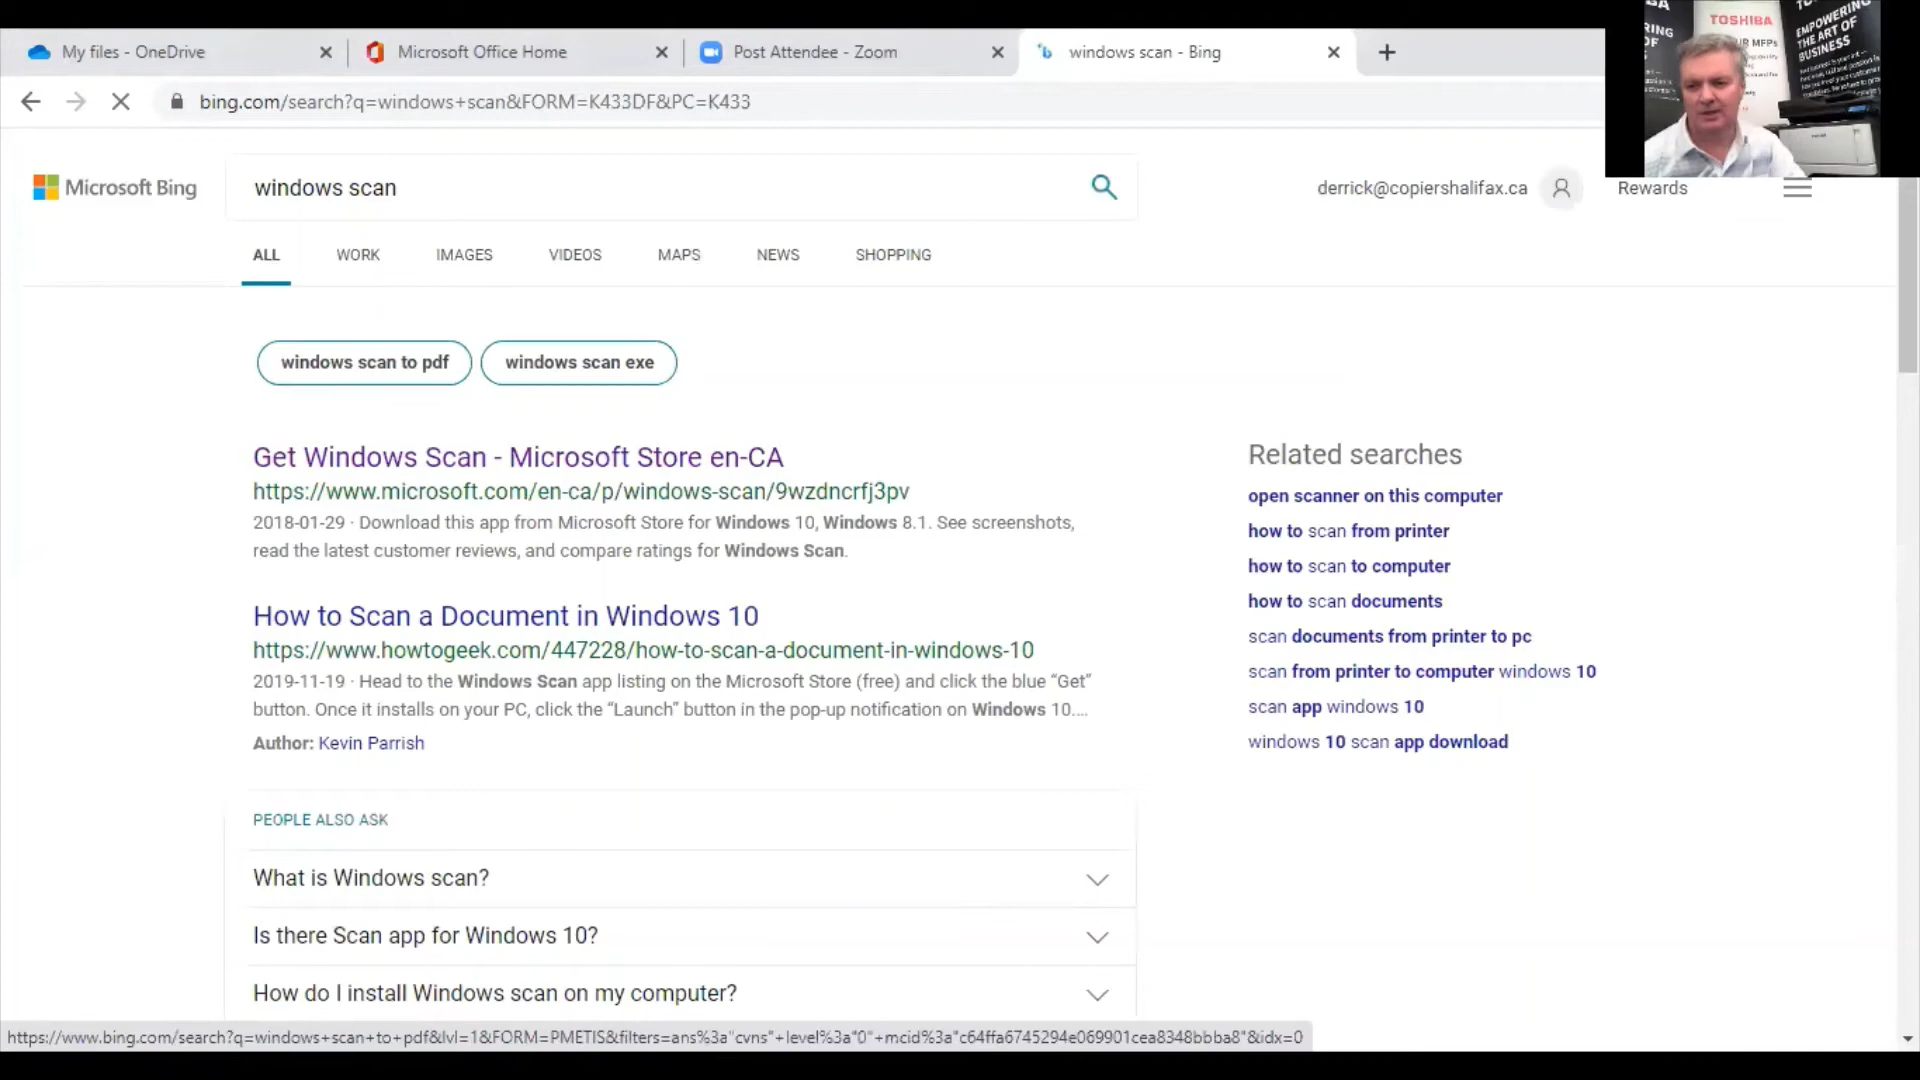 My files - OneDrive
Microsoft Office Home
Post Attendee - Zoom
windows scan - Bing
bing.com/search?q=windows+scan&FORM=K433DF&PC=K433
TOSHIBA
EMPOWERING
THE ART OF
BUSINESS
Microsoft Bing
windows scan
derrick@copiershalifax.ca
Rewards
ALL
WORK
IMAGES
VIDEOS
MAPS
NEWS
SHOPPING
windows scan to pdf
windows scan exe
Get Windows Scan - Microsoft Store en-CA
https://www.microsoft.com/en-ca/p/windows-scan/9wzdncrfj3pv
2018-01-29 · Download this app from Microsoft Store for Windows 10, Windows 8.1. See screenshots,
read the latest customer reviews, and compare ratings for Windows Scan.
How to Scan a Document in Windows 10
https://www.howtogeek.com/447228/how-to-scan-a-document-in-windows-10
2019-11-19 · Head to the Windows Scan app listing on the Microsoft Store (free) and click the blue “Get”
button. Once it installs on your PC, click the “Launch” button in the pop-up notification on Windows 10....
Author: Kevin Parrish
PEOPLE ALSO ASK
What is Windows scan?
Is there Scan app for Windows 10?
How do I install Windows scan on my computer?
Related searches
open scanner on this computer
how to scan from printer
how to scan to computer
how to scan documents
scan documents from printer to pc
scan from printer to computer windows 10
scan app windows 10
windows 10 scan app download
https://www.bing.com/search?q=windows+scan+to+pdf&lvl=1&FORM=PMETIS&filters=ans%3a"cvns"+level%3a"0"+mcid%3a"c64ffa6745294e069901cea8348bbba8"&idx=0